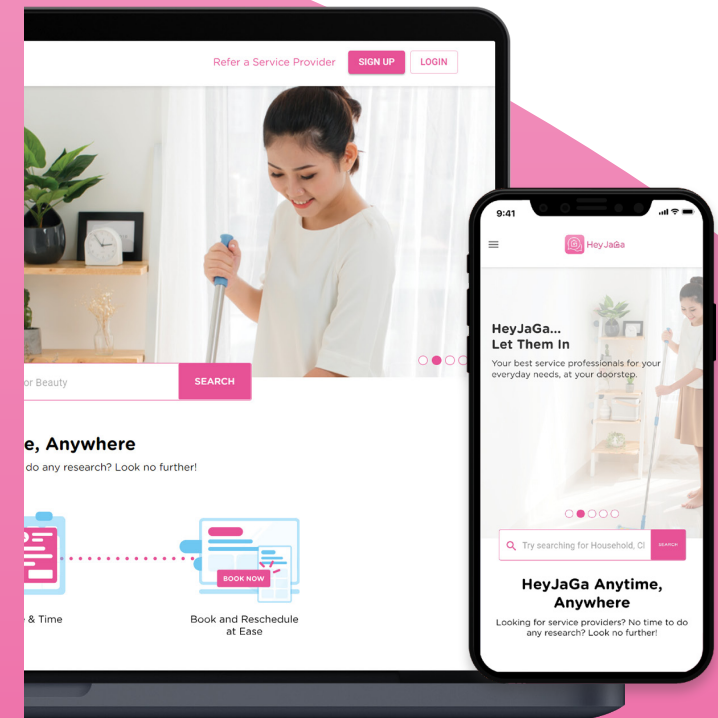 Refer a Service Provider
SIGN UP
LOGIN
or Beauty
SEARCH
e, Anywhere
do any research? Look no further!
BOOK NOW
& Time
Book and Reschedule
at Ease
9:41
HeyJaGa
HeyJaGa...
Let Them In
Your best service professionals for your
everyday needs, at your doorstep.
Try searching for Household, Cl
SEARCH
HeyJaGa Anytime,
Anywhere
Looking for service providers? No time to do
any research? Look no further!